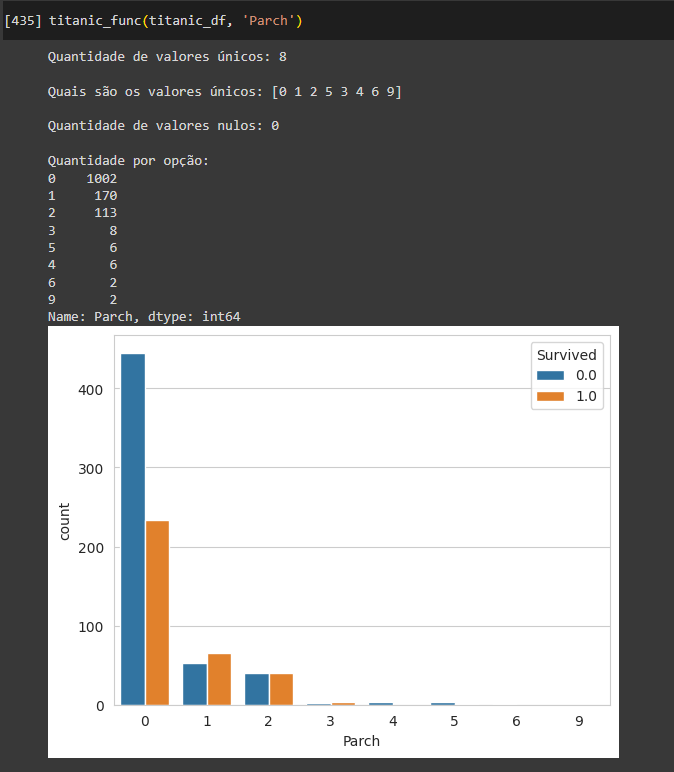 [435] titanic_func(titanic_df, 'Parch')
Quantidade de valores únicos: 8
Quais são os valores únicos: [0 1 2 5 3 4 6 9]
Quantidade de valores nulos: 0
Quantidade por opção:
0    1002
1     170
2     113
3       8
5       6
4       6
6       2
9       2
Name: Parch, dtype: int64
Survived
0.0
1.0
400
300
200
100
0
count
0 1 2 3 4 5 6 9
Parch